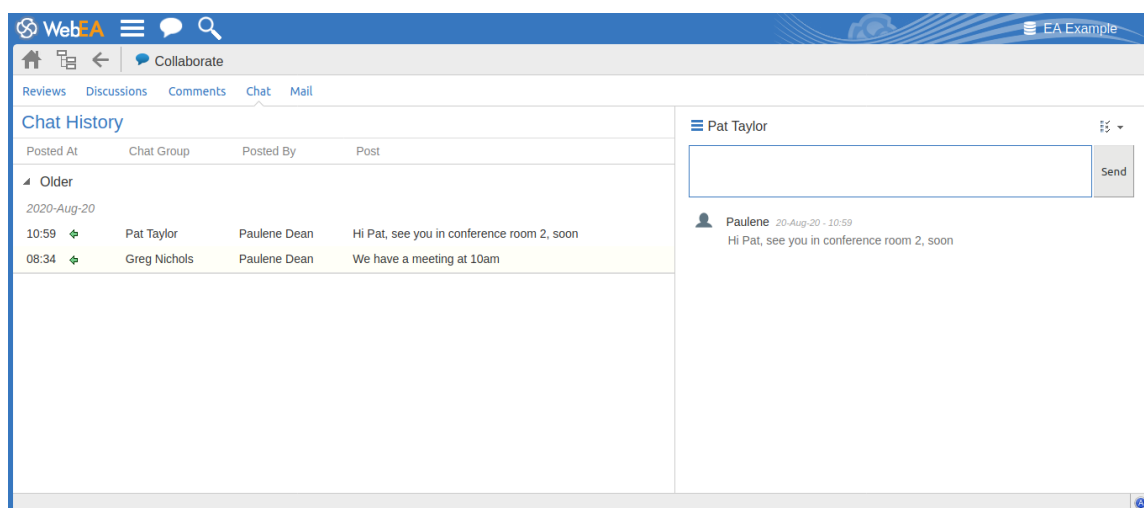 WebEA EA Example
Collaborate
Reviews Discussions Comments Chat Mail
Chat History
Posted At Chat Group Posted By Post
Older
2020-Aug-20
10:59 Pat Taylor Paulene Dean Hi Pat, see you in conference room 2, soon
08:34 Greg Nichols Paulene Dean We have a meeting at 10am
Pat Taylor
Send
Paulene 20-Aug-20 - 10:59
Hi Pat, see you in conference room 2, soon